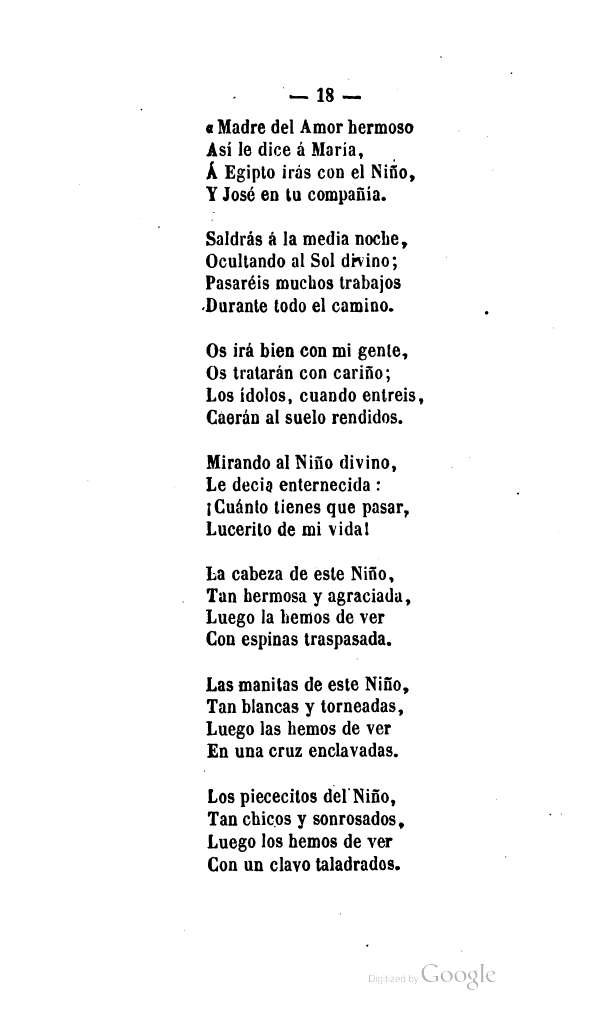 — 18 —
« Madre del Amor hermoso
Así le dice á María,
Á Egipto irás con el Niño,
Y José en tu compañía.
Saldrás á la media noche,
Ocultando al Sol divino;
Pasaréis muchos trabajos
Durante todo el camino.
Os irá bien con mi gente,
Os tratarán con cariño;
Los ídolos, cuando entreis,
Caerán al suelo rendidos.
Mirando al Niño divino,
Le decia enternecida :
¡Cuánto tienes que pasar,
Lucerito de mi vida!
La cabeza de este Niño,
Tan hermosa y agraciada,
Luego la hemos de ver
Con espinas traspasada.
Las manitas de este Niño,
Tan blancas y torneadas,
Luego las hemos de ver
En una cruz enclavadas.
Los piececitos del Niño,
Tan chicos y sonrosados,
Luego los hemos de ver
Con un clavo taladrados.
Digitized by Google